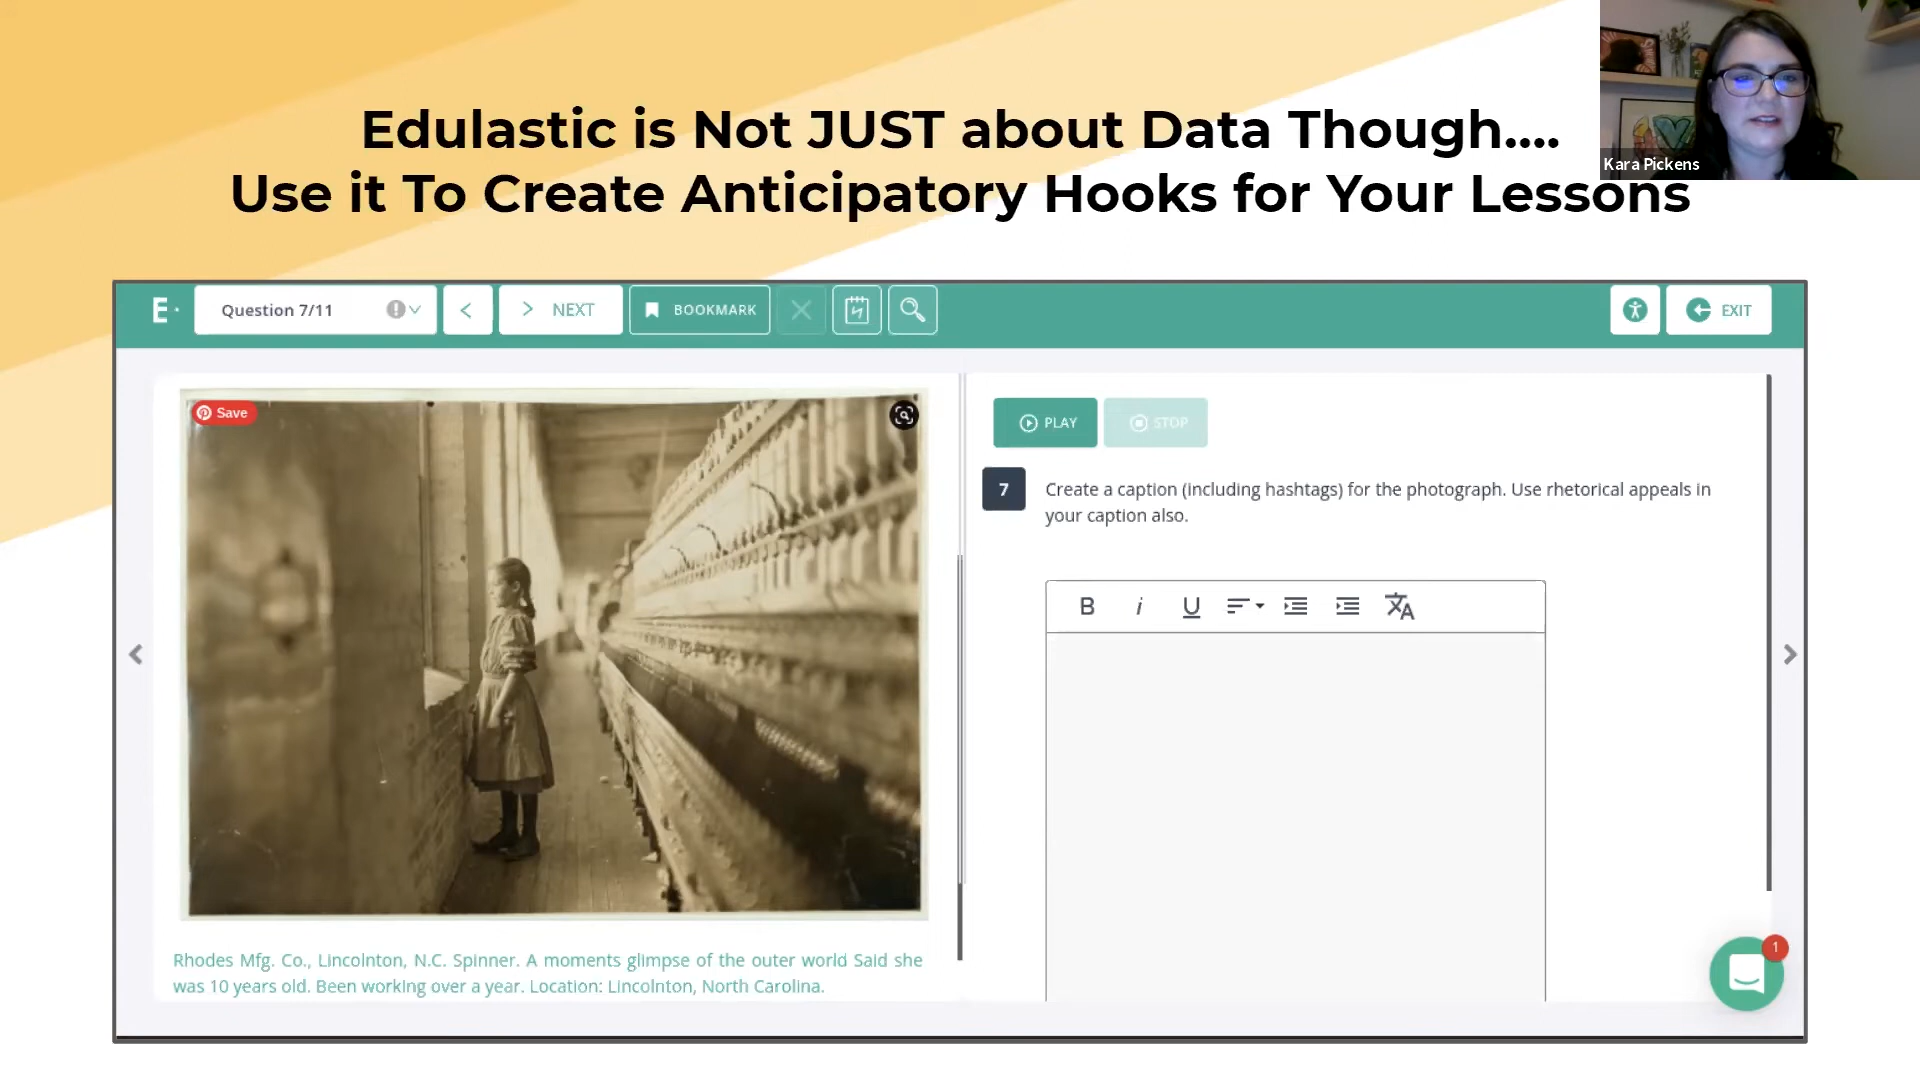 Edulastic is Not JUST about Data Though....
Use it To Create Anticipatory Hooks for Your Lessons
Kara Pickens
E
Question 7/11
NEXT
BOOKMARK
EXIT
Save
PLAY
STOP
7
Create a caption (including hashtags) for the photograph. Use rhetorical appeals in
your caption also.
B i U
Rhodes Mfg. Co., Lincolnton, N.C. Spinner. A moments glimpse of the outer world Said she
was 10 years old. Been working over a year. Location: Lincolnton, North Carolina.
1